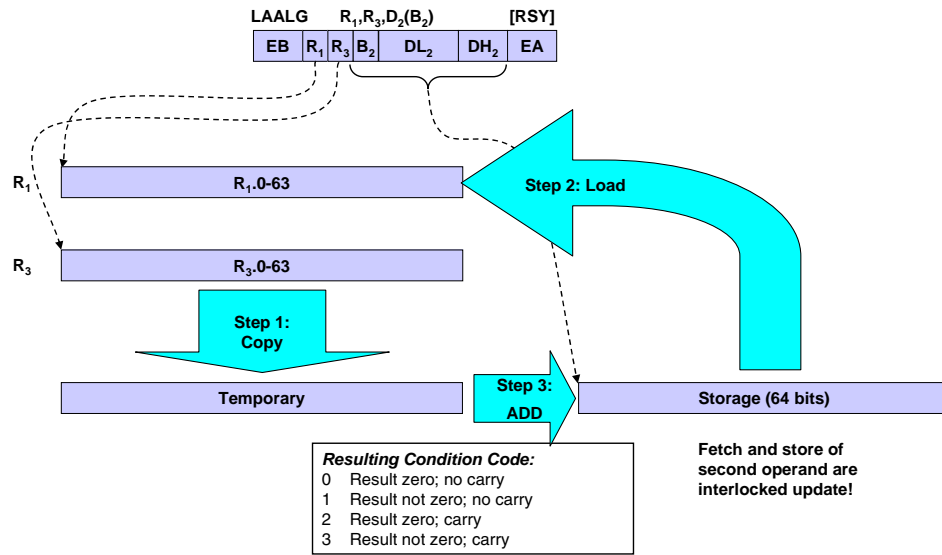 LAALG R₁,R₃,D₂(B₂) [RSY]
EB R₁ R₃ B₂ DL₂ DH₂ EA
R₁ R₁.0-63
Step 2: Load
R₃ R₃.0-63
Step 1:
Copy
Temporary
Step 3:
ADD
Storage (64 bits)
Resulting Condition Code:
0 Result zero; no carry
1 Result not zero; no carry
2 Result zero; carry
3 Result not zero; carry
Fetch and store of
second operand are
interlocked update!